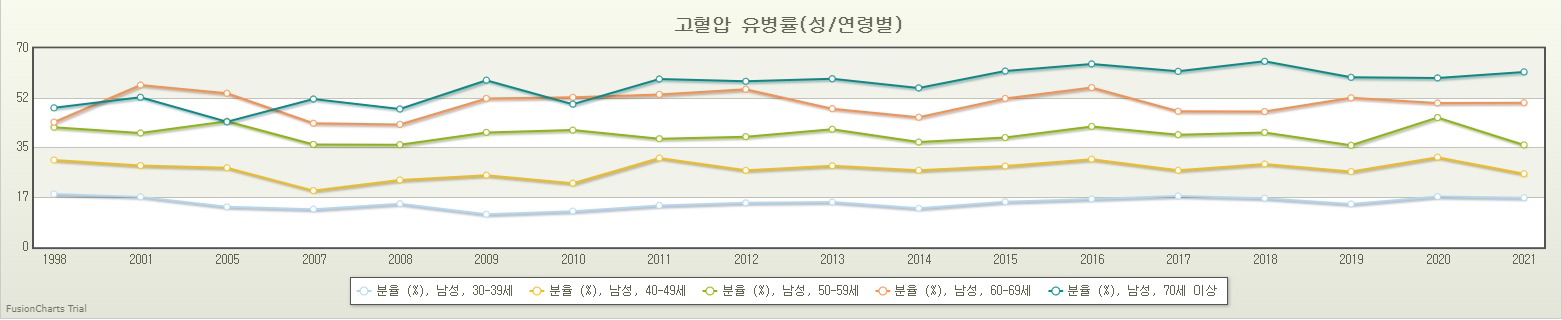 고혈압 유병률(성/연령별)
70
52
35
17
0
1998 2001 2005 2007 2008 2009 2010 2011 2012 2013 2014 2015 2016 2017 2018 2019 2020 2021
분율 (%), 남성, 30-39세 분율 (%), 남성, 40-49세 분율 (%), 남성, 50-59세 분율 (%), 남성, 60-69세 분율 (%), 남성, 70세 이상
FusionCharts Trial